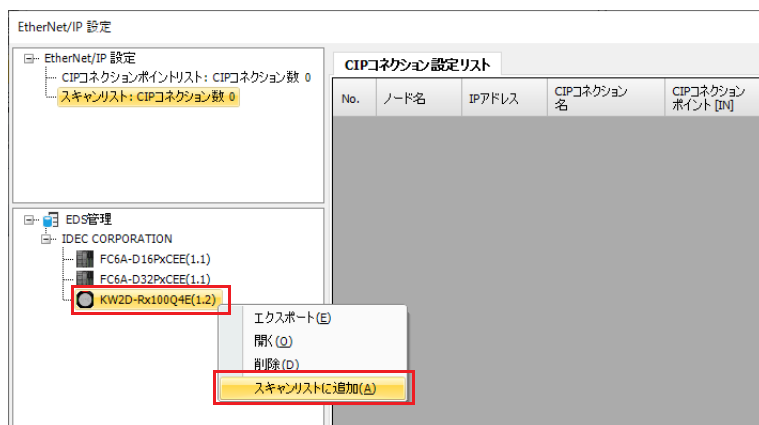 EtherNet/IP 設定
EtherNet/IP 設定
CIPコネクションポイントリスト: CIPコネクション数 0
スキャンリスト: CIPコネクション数 0
CIPコネクション設定リスト
No.
ノード名
IPアドレス
CIPコネクション
名
CIPコネクション
ポイント [IN]
EDS管理
IDEC CORPORATION
FC6A-D16PxCEE(1.1)
FC6A-D32PxCEE(1.1)
KW2D-Rx100Q4E(1.2)
エクスポート(E)
開く(O)
削除(D)
スキャンリストに追加(A)